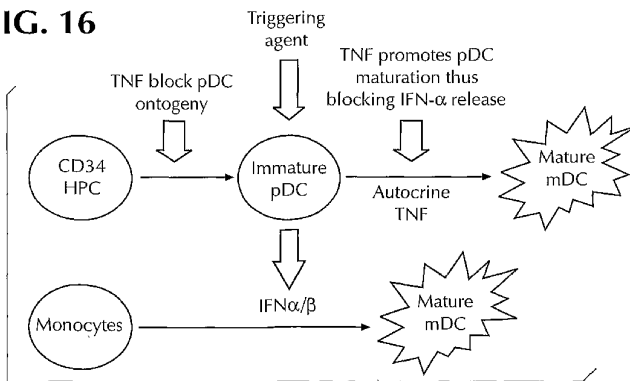 IG. 16
Triggering
agent
TNF promotes pDC
maturation thus
blocking IFN-α release
TNF block pDC
ontogeny
CD34
HPC
Immature
pDC
Autocrine
TNF
Mature
mDC
IFNα/β
Monocytes
Mature
mDC